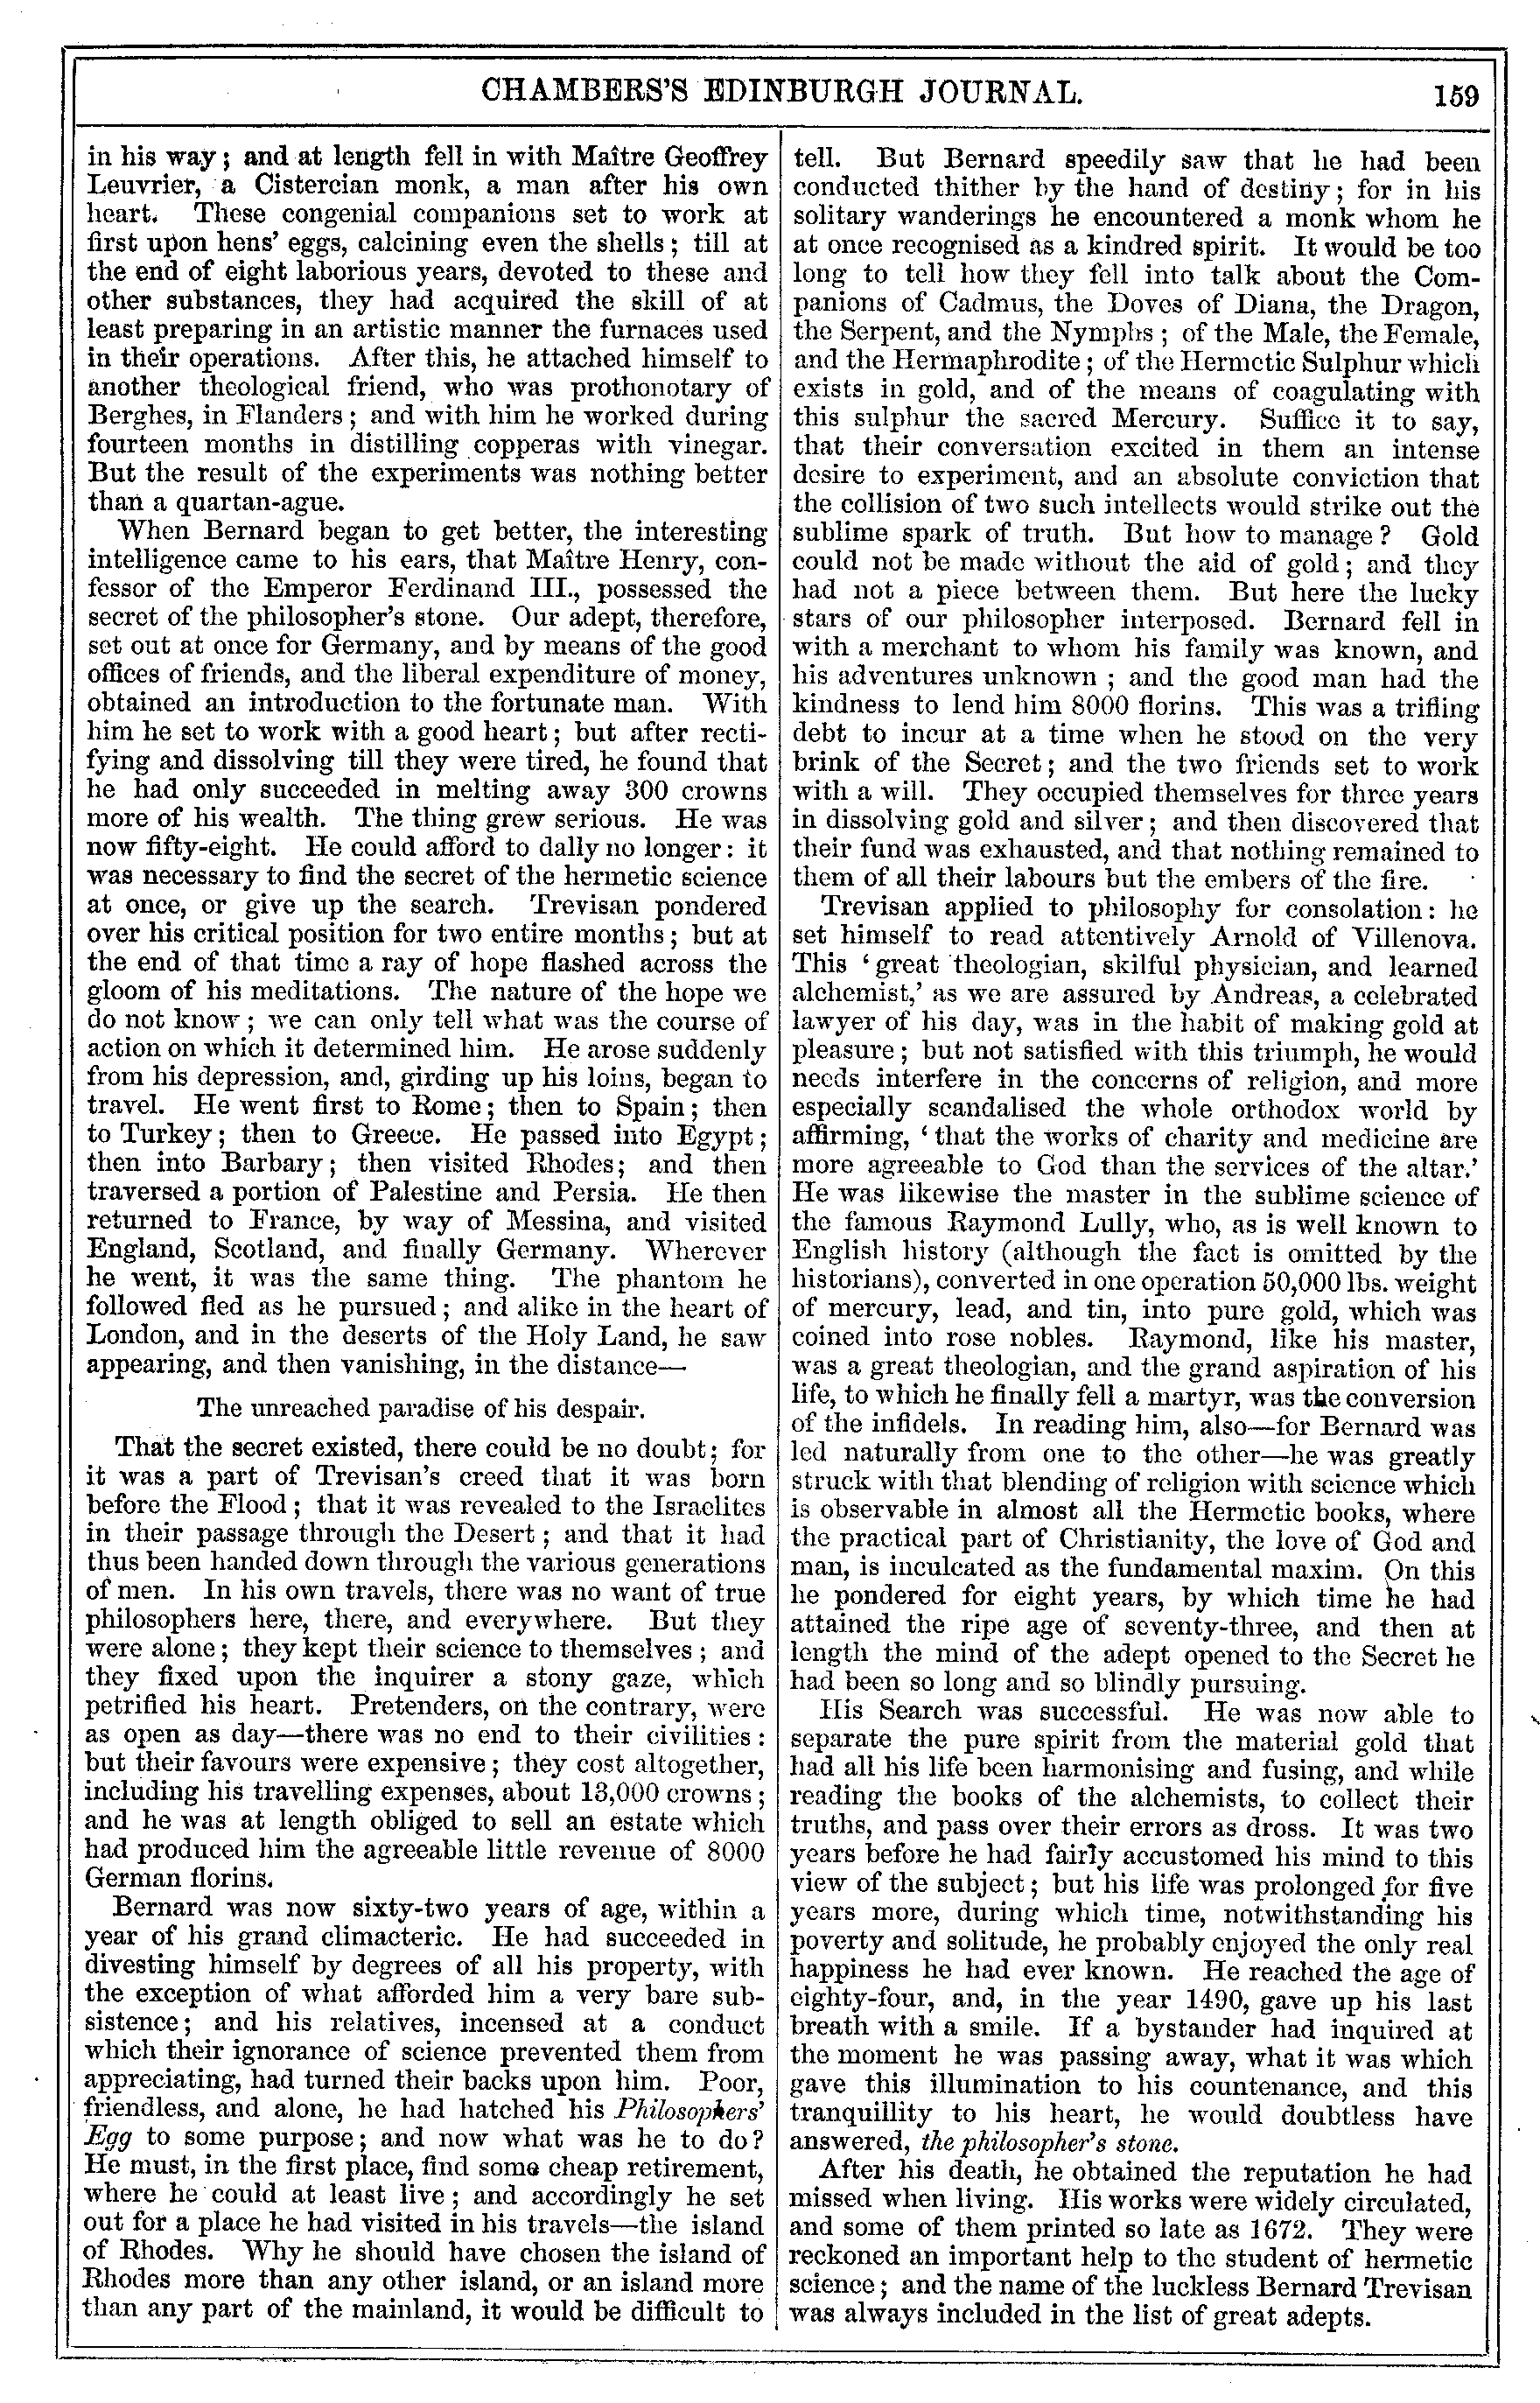 CHAMBERS'S EDINBURGH JOURNAL.
159
in his way; and at length fell in with Maître Geoffrey
Leuvrier, a Cistercian monk, a man after his own
heart. These congenial companions set to work at
first upon hens' eggs, calcining even the shells; till at
the end of eight laborious years, devoted to these and
other substances, they had acquired the skill of at
least preparing in an artistic manner the furnaces used
in their operations. After this, he attached himself to
another theological friend, who was prothonotary of
Berghes, in Flanders; and with him he worked during
fourteen months in distilling copperas with vinegar.
But the result of the experiments was nothing better
than a quartan-ague.
When Bernard began to get better, the interesting
intelligence came to his ears, that Maître Henry, con-
fessor of the Emperor Ferdinand III., possessed the
secret of the philosopher's stone. Our adept, therefore,
set out at once for Germany, and by means of the good
offices of friends, and the liberal expenditure of money,
obtained an introduction to the fortunate man. With
him he set to work with a good heart; but after recti-
fying and dissolving till they were tired, he found that
he had only succeeded in melting away 300 crowns
more of his wealth. The thing grew serious. He was
now fifty-eight. He could afford to dally no longer: it
was necessary to find the secret of the hermetic science
at once, or give up the search. Trevisan pondered
over his critical position for two entire months; but at
the end of that time a ray of hope flashed across the
gloom of his meditations. The nature of the hope we
do not know; we can only tell what was the course of
action on which it determined him. He arose suddenly
from his depression, and, girding up his loins, began to
travel. He went first to Rome; then to Spain; then
to Turkey; then to Greece. He passed into Egypt;
then into Barbary; then visited Rhodes; and then
traversed a portion of Palestine and Persia. He then
returned to France, by way of Messina, and visited
England, Scotland, and finally Germany. Wherever
he went, it was the same thing. The phantom he
followed fled as he pursued; and alike in the heart of
London, and in the deserts of the Holy Land, he saw
appearing, and then vanishing, in the distance—
The unreached paradise of his despair.
That the secret existed, there could be no doubt; for
it was a part of Trevisan's creed that it was born
before the Flood; that it was revealed to the Israelites
in their passage through the Desert; and that it had
thus been handed down through the various generations
of men. In his own travels, there was no want of true
philosophers here, there, and everywhere. But they
were alone; they kept their science to themselves; and
they fixed upon the inquirer a stony gaze, which
petrified his heart. Pretenders, on the contrary, were
as open as day—there was no end to their civilities:
but their favours were expensive; they cost altogether,
including his travelling expenses, about 13,000 crowns;
and he was at length obliged to sell an estate which
had produced him the agreeable little revenue of 8000
German florins.
Bernard was now sixty-two years of age, within a
year of his grand climacteric. He had succeeded in
divesting himself by degrees of all his property, with
the exception of what afforded him a very bare sub-
sistence; and his relatives, incensed at a conduct
which their ignorance of science prevented them from
appreciating, had turned their backs upon him. Poor,
friendless, and alone, he had hatched his Philosophers'
Egg to some purpose; and now what was he to do?
He must, in the first place, find some cheap retirement,
where he could at least live; and accordingly he set
out for a place he had visited in his travels—the island
of Rhodes. Why he should have chosen the island of
Rhodes more than any other island, or an island more
than any part of the mainland, it would be difficult to
tell. But Bernard speedily saw that he had been
conducted thither by the hand of destiny; for in his
solitary wanderings he encountered a monk whom he
at once recognised as a kindred spirit. It would be too
long to tell how they fell into talk about the Com-
panions of Cadmus, the Doves of Diana, the Dragon,
the Serpent, and the Nymphs; of the Male, the Female,
and the Hermaphrodite; of the Hermetic Sulphur which
exists in gold, and of the means of coagulating with
this sulphur the sacred Mercury. Suffice it to say,
that their conversation excited in them an intense
desire to experiment, and an absolute conviction that
the collision of two such intellects would strike out the
sublime spark of truth. But how to manage? Gold
could not be made without the aid of gold; and they
had not a piece between them. But here the lucky
stars of our philosopher interposed. Bernard fell in
with a merchant to whom his family was known, and
his adventures unknown; and the good man had the
kindness to lend him 8000 florins. This was a trifling
debt to incur at a time when he stood on the very
brink of the Secret; and the two friends set to work
with a will. They occupied themselves for three years
in dissolving gold and silver; and then discovered that
their fund was exhausted, and that nothing remained to
them of all their labours but the embers of the fire.
Trevisan applied to philosophy for consolation: he
set himself to read attentively Arnold of Villenova.
This 'great theologian, skilful physician, and learned
alchemist,' as we are assured by Andreas, a celebrated
lawyer of his day, was in the habit of making gold at
pleasure; but not satisfied with this triumph, he would
needs interfere in the concerns of religion, and more
especially scandalised the whole orthodox world by
affirming, 'that the works of charity and medicine are
more agreeable to God than the services of the altar.'
He was likewise the master in the sublime science of
the famous Raymond Lully, who, as is well known to
English history (although the fact is omitted by the
historians), converted in one operation 50,000 lbs. weight
of mercury, lead, and tin, into pure gold, which was
coined into rose nobles. Raymond, like his master,
was a great theologian, and the grand aspiration of his
life, to which he finally fell a martyr, was the conversion
of the infidels. In reading him, also—for Bernard was
led naturally from one to the other—he was greatly
struck with that blending of religion with science which
is observable in almost all the Hermetic books, where
the practical part of Christianity, the love of God and
man, is inculcated as the fundamental maxim. On this
he pondered for eight years, by which time he had
attained the ripe age of seventy-three, and then at
length the mind of the adept opened to the Secret he
had been so long and so blindly pursuing.
His Search was successful. He was now able to
separate the pure spirit from the material gold that
had all his life been harmonising and fusing, and while
reading the books of the alchemists, to collect their
truths, and pass over their errors as dross. It was two
years before he had fairly accustomed his mind to this
view of the subject; but his life was prolonged for five
years more, during which time, notwithstanding his
poverty and solitude, he probably enjoyed the only real
happiness he had ever known. He reached the age of
eighty-four, and, in the year 1490, gave up his last
breath with a smile. If a bystander had inquired at
the moment he was passing away, what it was which
gave this illumination to his countenance, and this
tranquillity to his heart, he would doubtless have
answered, the philosopher's stone.
After his death, he obtained the reputation he had
missed when living. His works were widely circulated,
and some of them printed so late as 1672. They were
reckoned an important help to the student of hermetic
science; and the name of the luckless Bernard Trevisan
was always included in the list of great adepts.